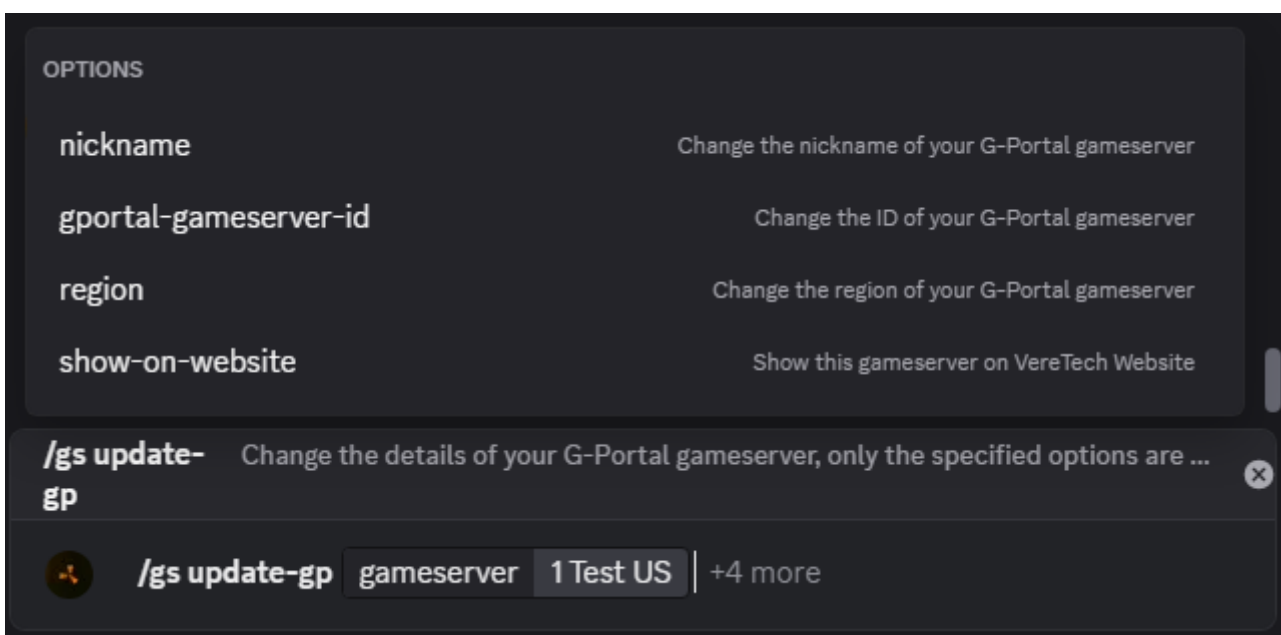 OPTIONS
nickname Change the nickname of your G-Portal gameserver
gportal-gameserver-id Change the ID of your G-Portal gameserver
region Change the region of your G-Portal gameserver
show-on-website Show this gameserver on VereTech Website
/gs update- Change the details of your G-Portal gameserver, only the specified options are ...
gp
/gs update-gp gameserver 1 Test US +4 more